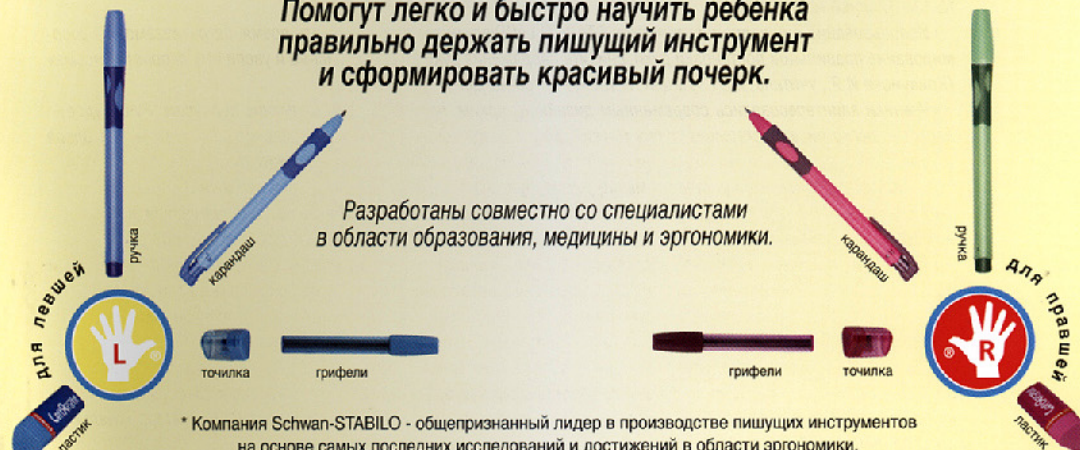 Помогут легко и быстро научить ребенка
правильно держать пишущий инструмент
и сформировать красивый почерк.
Разработаны совместно со специалистами
в области образования, медицины и эргономики.
ручка
карандаш
карандаш
ручка
для левшей
для правшей
L
®
R
®
точилка
грифели
грифели
точилка
ластик
ластик
* Компания Schwan-STABILO - общепризнанный лидер в производстве пишущих инструментов
на основе самых последних исследований и достижений в области эргономики.